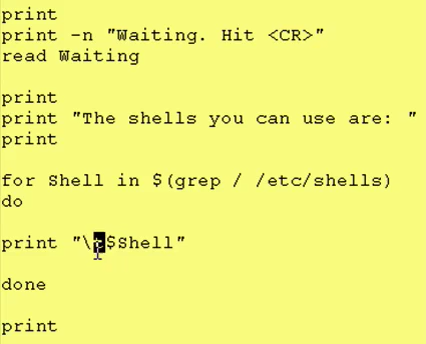 print
print -n "Waiting. Hit <CR>"
read Waiting
print
print "The shells you can use are: "
print
for Shell in $(grep / /etc/shells)
do
print "\t$Shell"
done
print